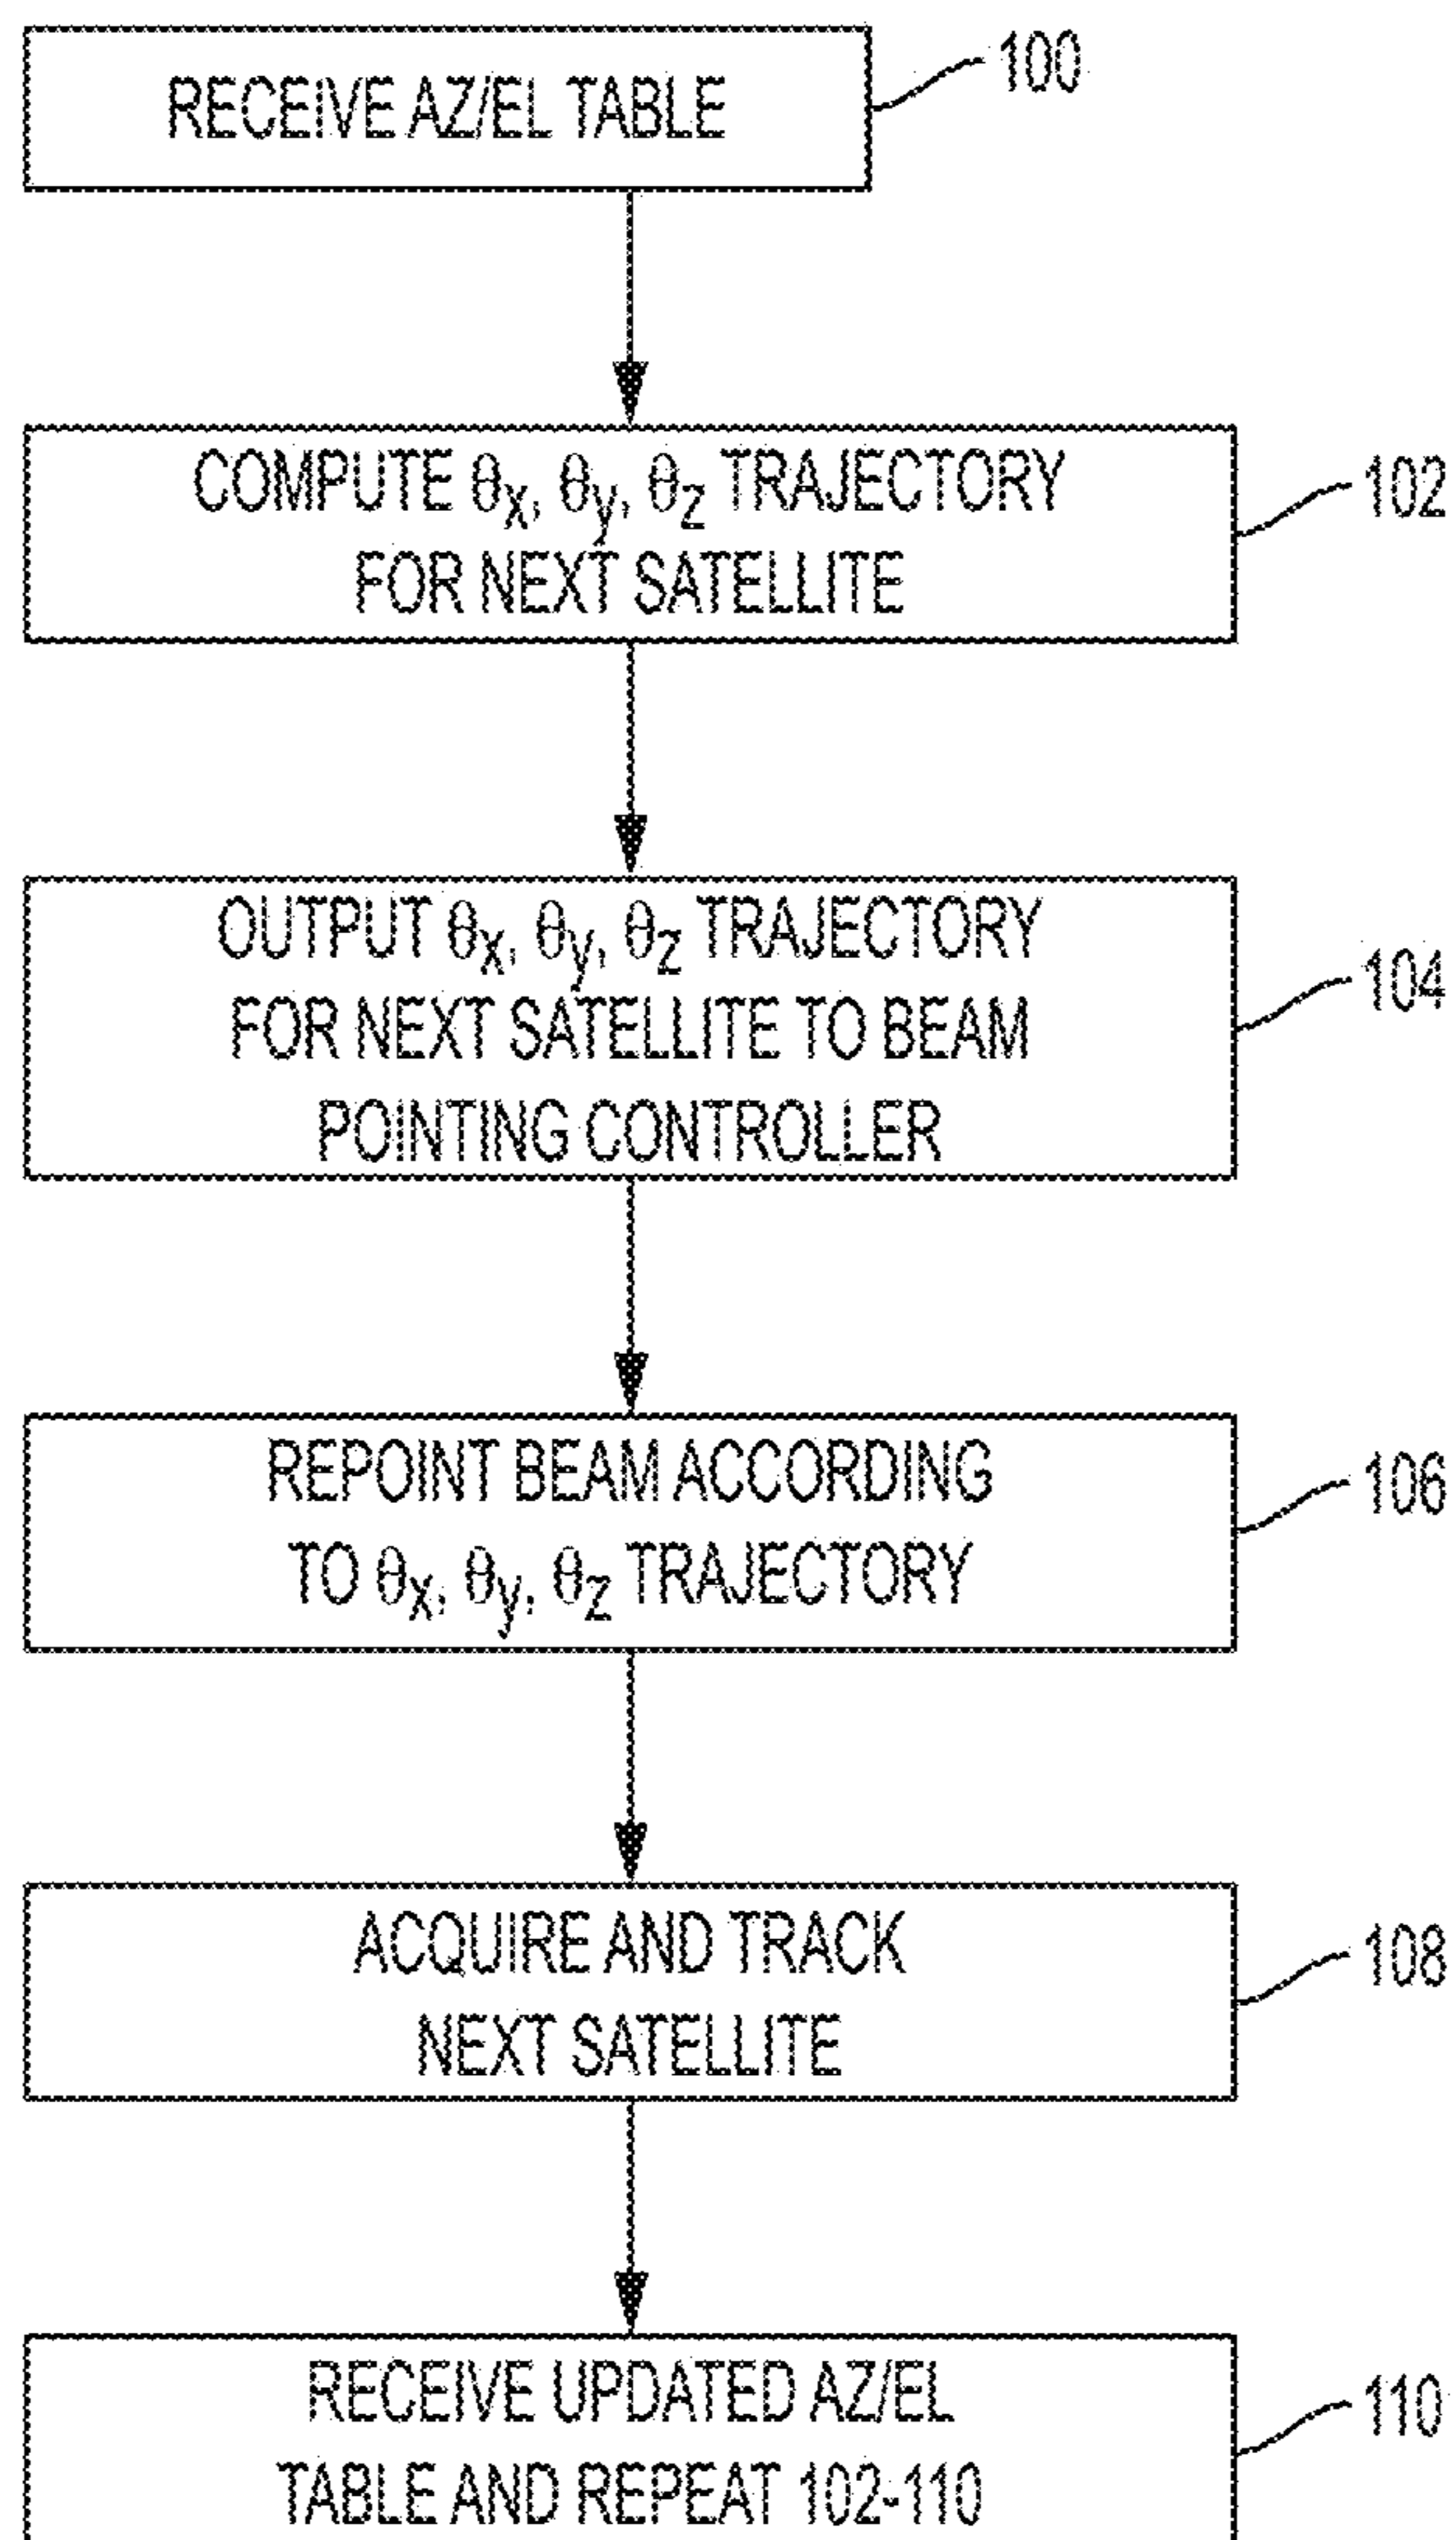 RECEIVE AZ/EL TABLE
100
COMPUTE θx, θy, θz TRAJECTORY
FOR NEXT SATELLITE
102
OUTPUT θx, θy, θz TRAJECTORY
FOR NEXT SATELLITE TO BEAM
POINTING CONTROLLER
104
REPOINT BEAM ACCORDING
TO θx, θy, θz TRAJECTORY
106
ACQUIRE AND TRACK
NEXT SATELLITE
108
RECEIVE UPDATED AZ/EL
TABLE AND REPEAT 102-110
110